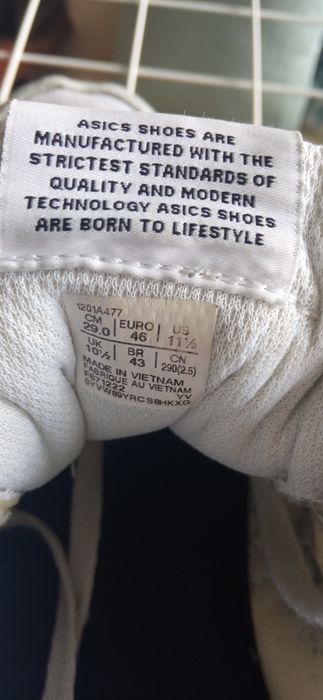 ASICS SHOES ARE
MANUFACTURED WITH THE
STRICTEST STANDARDS OF
QUALITY AND MODERN
TECHNOLOGY ASICS SHOES
ARE BORN TO LIFESTYLE
1201A477
CM EURO US
29.0 46 11½
UK BR CN
10½ 43 290(2.5)
MADE IN VIETNAM
FABRIQUE AU VIETNAM
YV